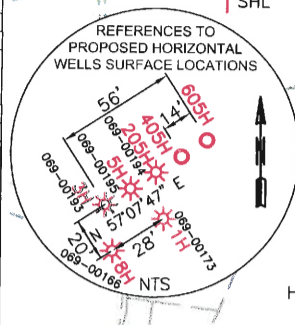 SHL
REFERENCES TO
PROPOSED HORIZONTAL
WELLS SURFACE LOCATIONS
56'
14'
605H
405H
205H
5H
3H
069-00194
069-00195
069-00193
N 57°07'47" E
20'
28'
1H
8H
069-00173
069-00166
N
NTS
H